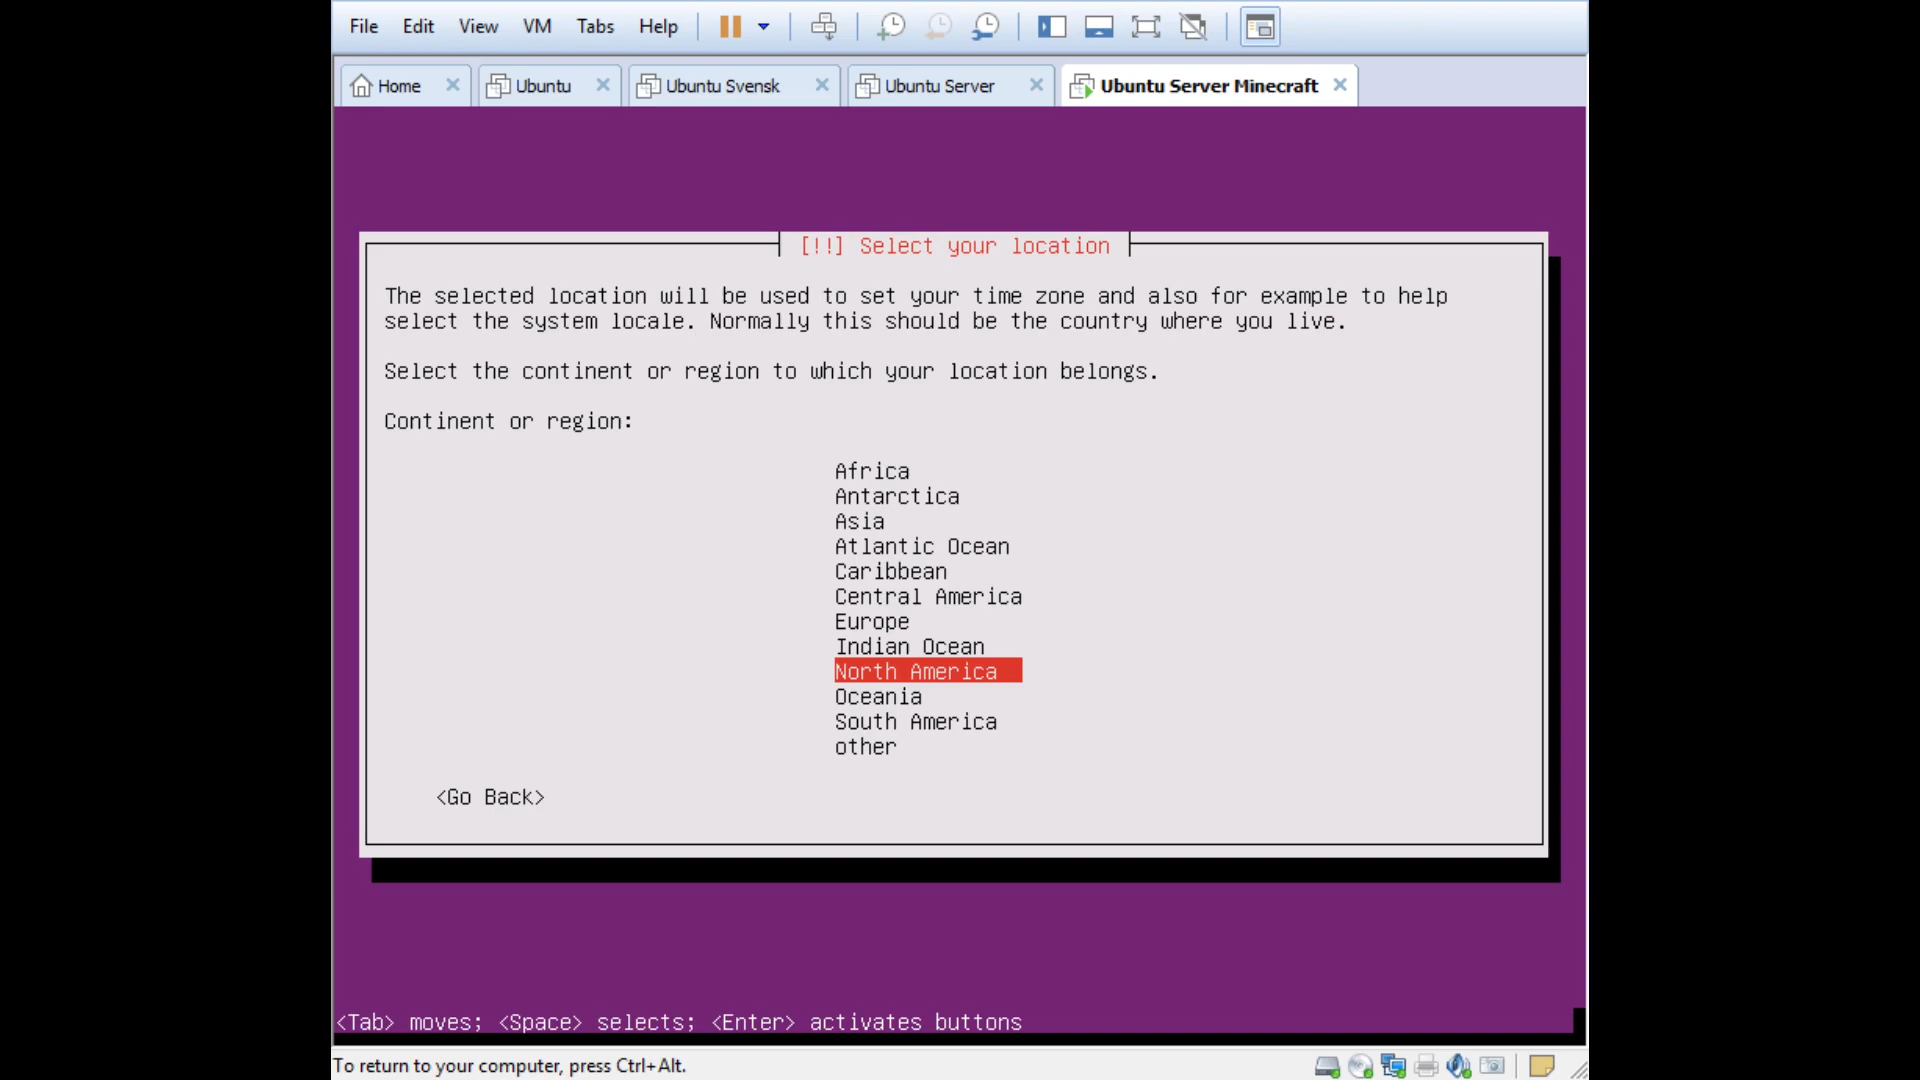 File Edit View VM Tabs Help
Home Ubuntu Ubuntu Svensk Ubuntu Server Ubuntu Server Minecraft
[!!] Select your location
The selected location will be used to set your time zone and also for example to help
select the system locale. Normally this should be the country where you live.
Select the continent or region to which your location belongs.
Continent or region:
Africa
Antarctica
Asia
Atlantic Ocean
Caribbean
Central America
Europe
Indian Ocean
North America
Oceania
South America
other
<Go Back>
<Tab> moves; <Space> selects; <Enter> activates buttons
To return to your computer, press Ctrl+Alt.